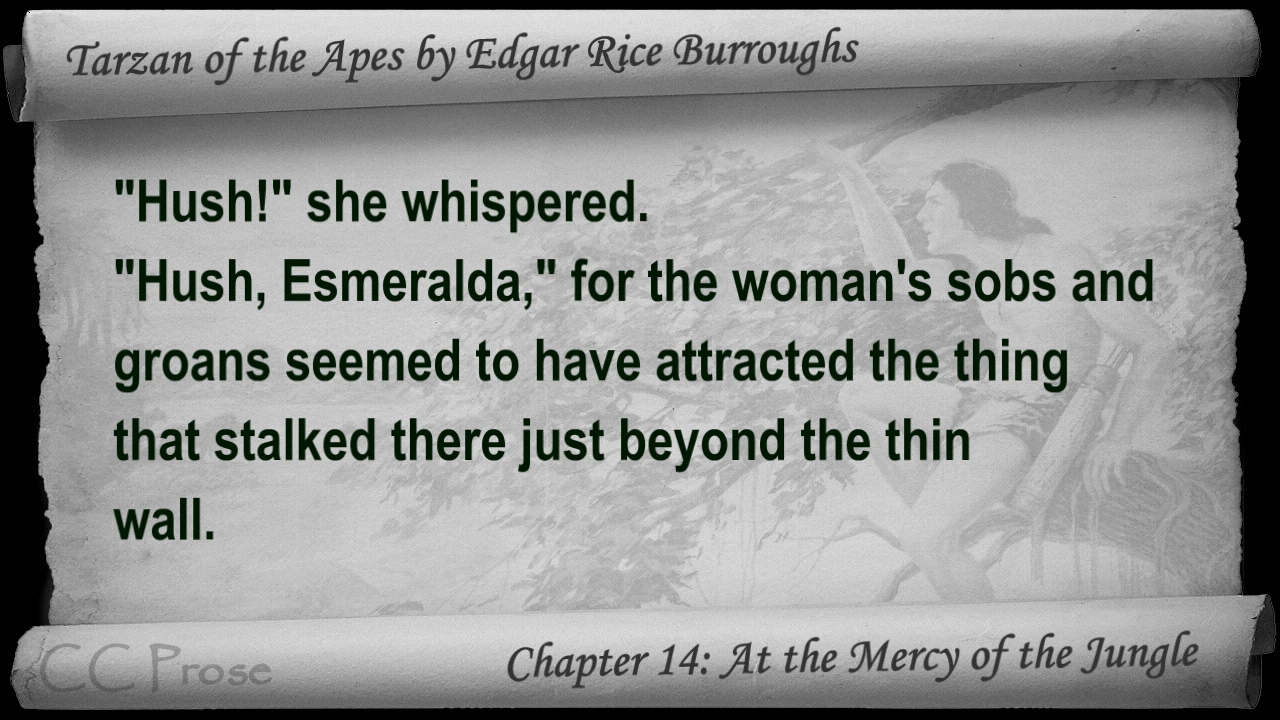 Tarzan of the Apes by Edgar Rice Burroughs
"Hush!" she whispered.
"Hush, Esmeralda," for the woman's sobs and
groans seemed to have attracted the thing
that stalked there just beyond the thin
wall.
CC Prose
Chapter 14: At the Mercy of the Jungle